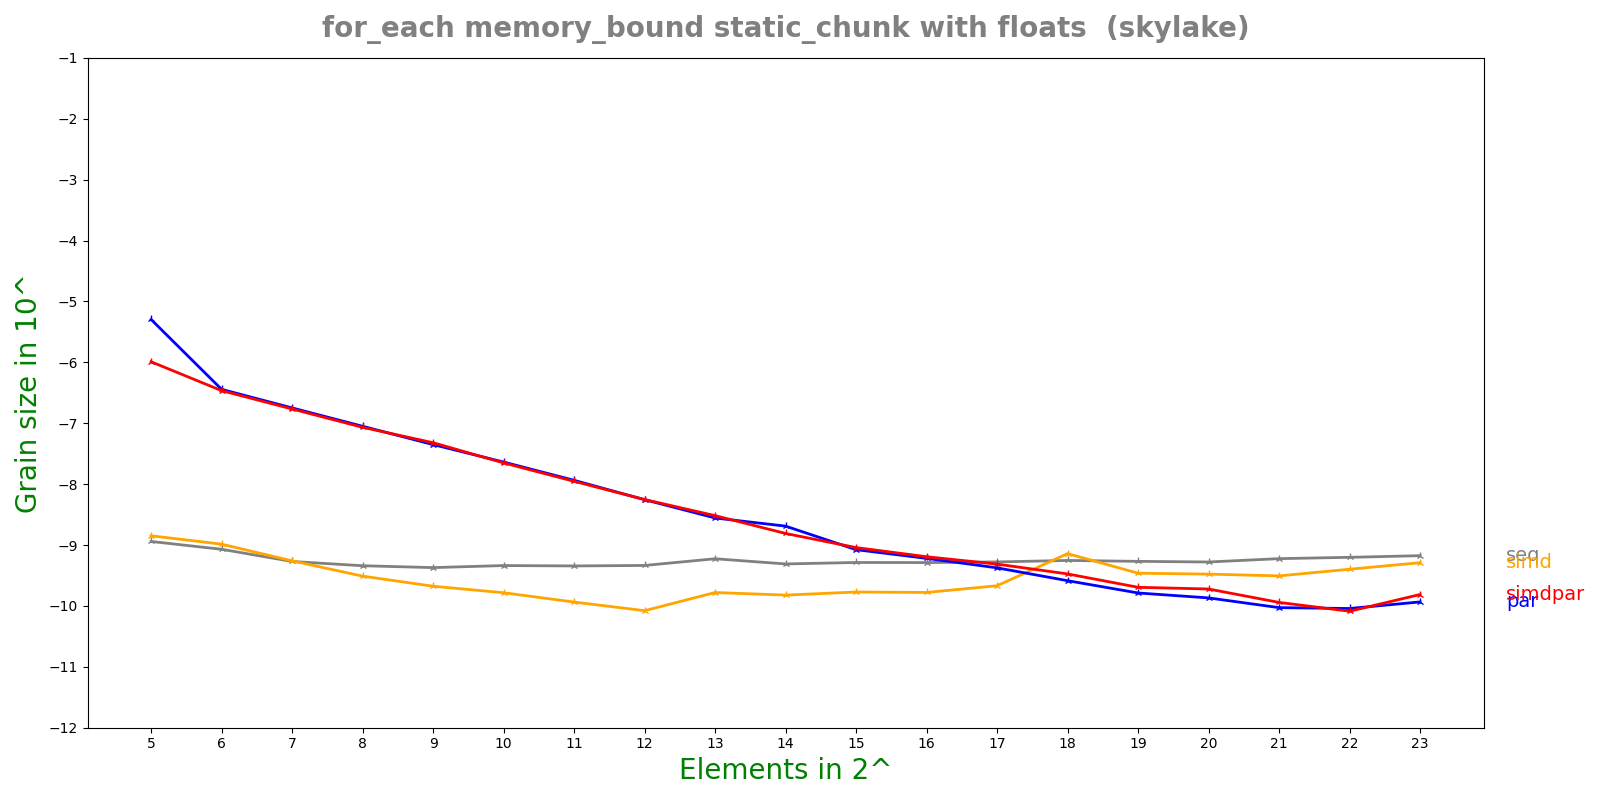 for_each memory_bound static_chunk with floats (skylake)
Grain size in 10^
−1
−2
−3
−4
−5
−6
−7
−8
−9
−10
−11
−12
5 6 7 8 9 10 11 12 13 14 15 16 17 18 19 20 21 22 23
Elements in 2^
seq
simd
simdpar
par